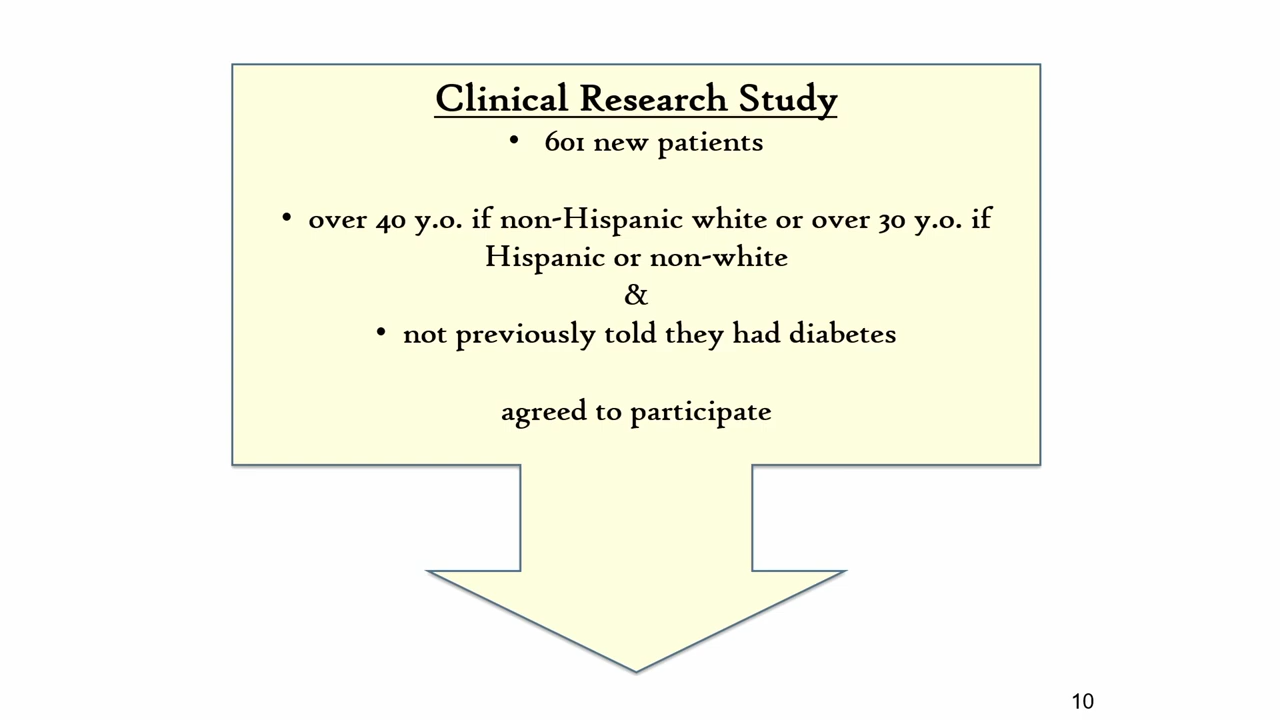 Clinical Research Study
• 601 new patients
• over 40 y.o. if non-Hispanic white or over 30 y.o. if
Hispanic or non-white
&
• not previously told they had diabetes
agreed to participate
10